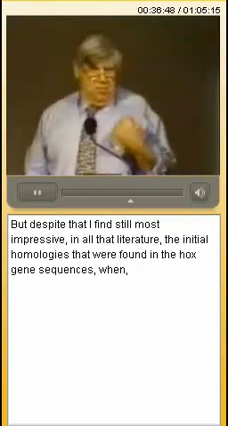 00:36:48 / 01:05:15
But despite that I find still most
impressive, in all that literature, the initial
homologies that were found in the hox
gene sequences, when,